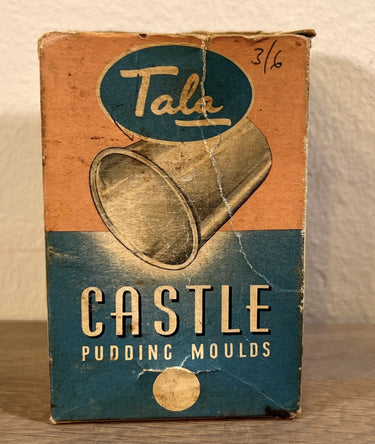 Tala
3/6
CASTLE
PUDDING MOULDS